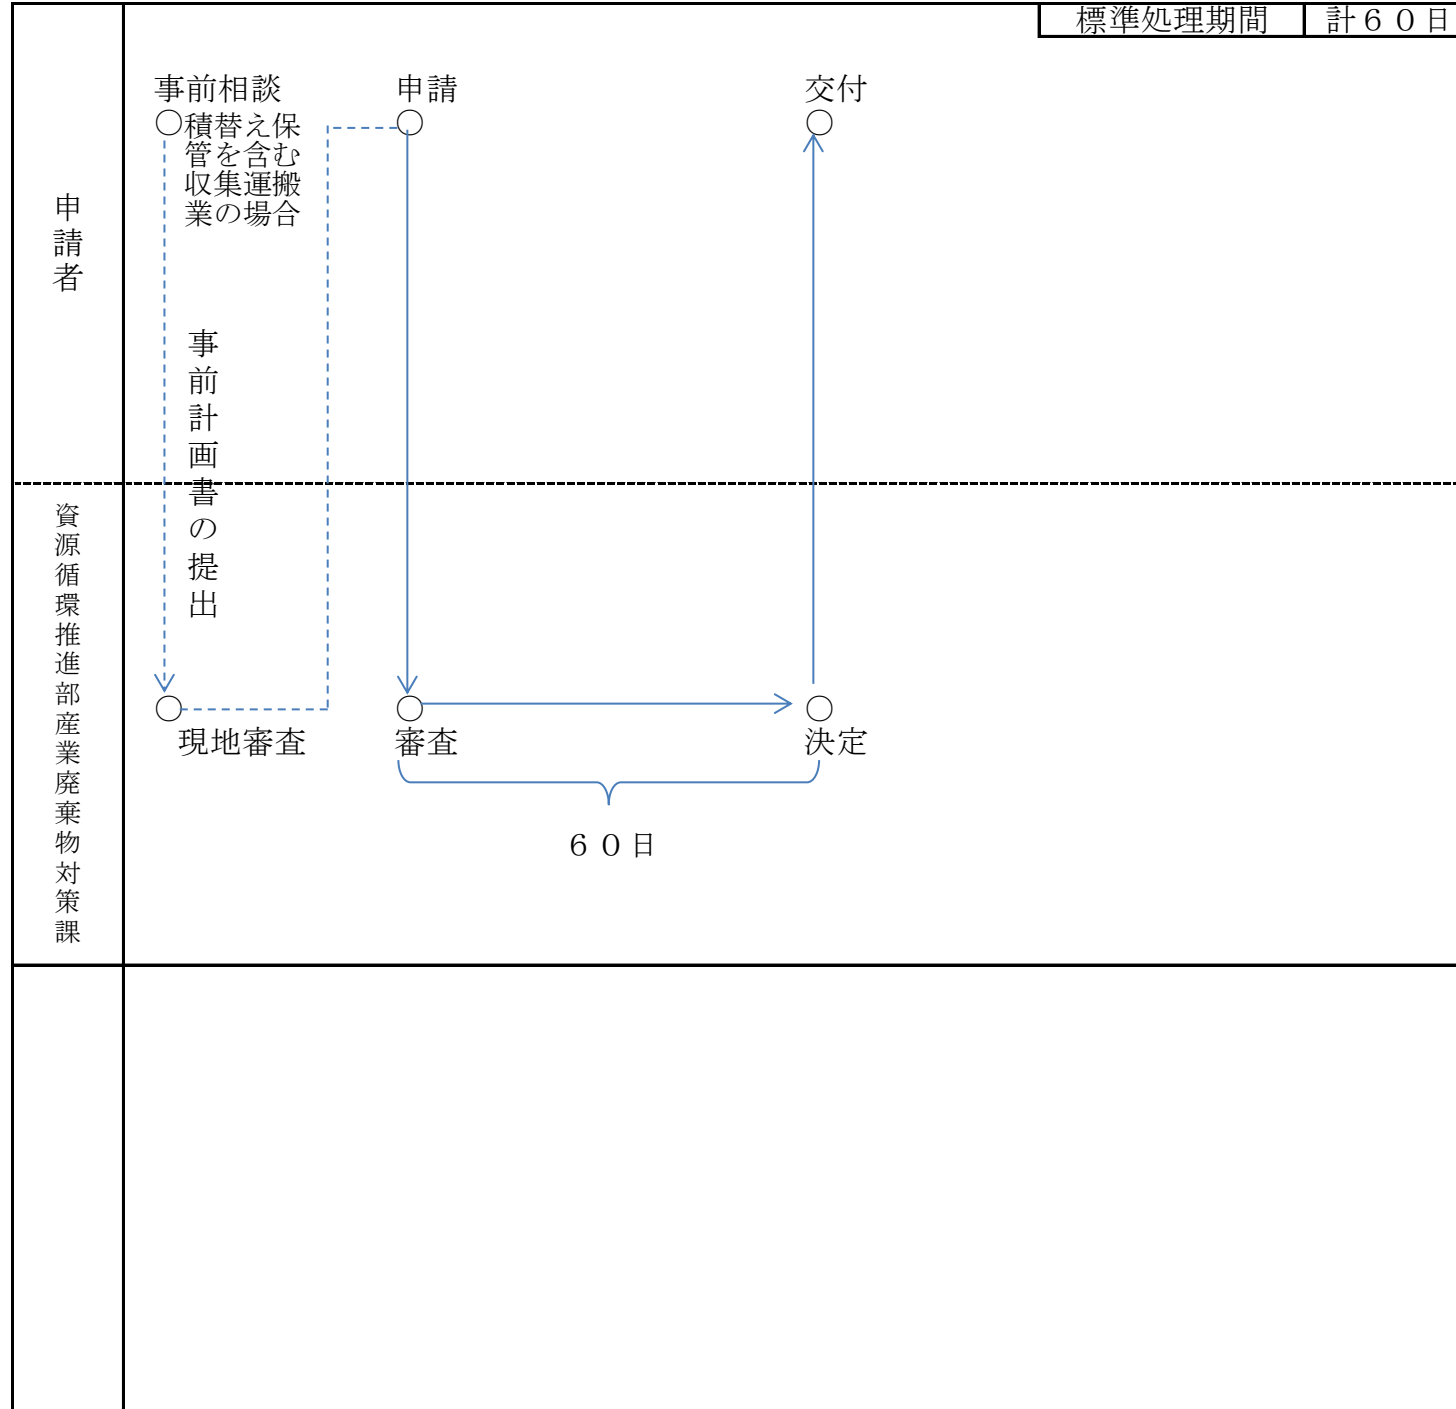 標準処理期間 計６０日
事前相談 申請 交付
○積替え保 ○ ○
管を含む
収集運搬
業の場合
申請者
事前計画書の提出
資源循環推進部産業廃棄物対策課
○ ○ ○
現地審査 審査 決定
６０日